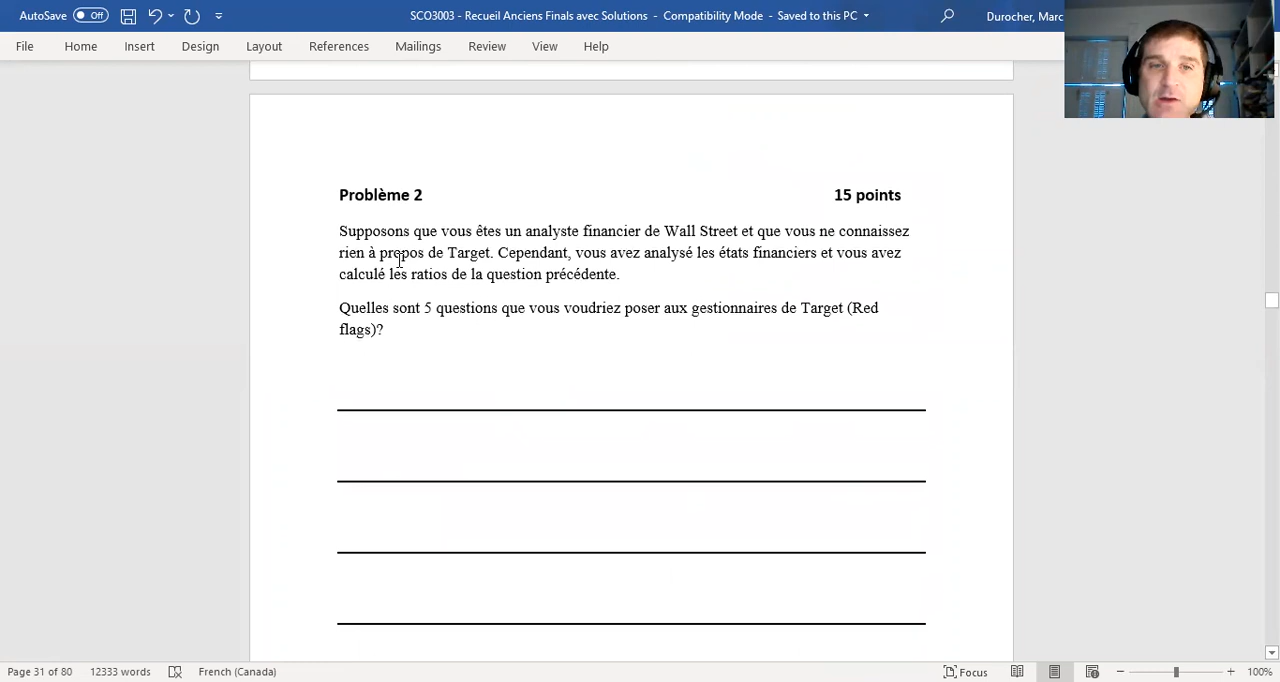 AutoSave Off SCO3003 - Recueil Anciens Finals avec Solutions - Compatibility Mode - Saved to this PC Durocher, Marc
File Home Insert Design Layout References Mailings Review View Help
Problème 2 15 points
Supposons que vous êtes un analyste financier de Wall Street et que vous ne connaissez
rien à propos de Target. Cependant, vous avez analysé les états financiers et vous avez
calculé les ratios de la question précédente.
Quelles sont 5 questions que vous voudriez poser aux gestionnaires de Target (Red
flags)?
Page 31 of 80 12333 words French (Canada) Focus 100%